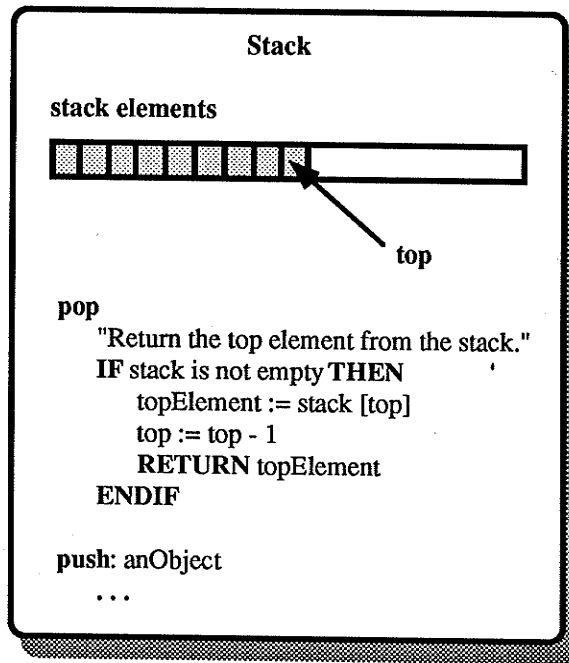 Stack
stack elements
top
pop
"Return the top element from the stack."
IF stack is not empty THEN
topElement := stack [top]
top := top - 1
RETURN topElement
ENDIF
push: anObject
. . .